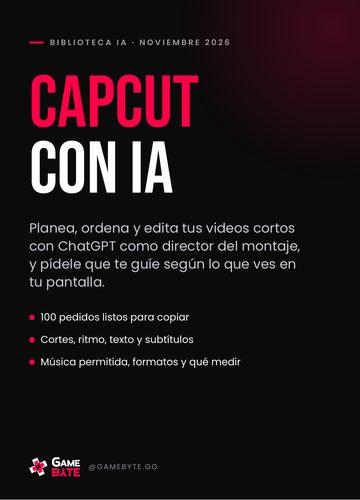 BIBLIOTECA IA · NOVIEMBRE 2026
CAPCUT
CON IA
Planea, ordena y edita tus videos cortos
con ChatGPT como director del montaje,
y pídele que te guíe según lo que ves en
tu pantalla.
100 pedidos listos para copiar
Cortes, ritmo, texto y subtítulos
Música permitida, formatos y qué medir
GAME
BYTE
@GAMEBYTE.GG